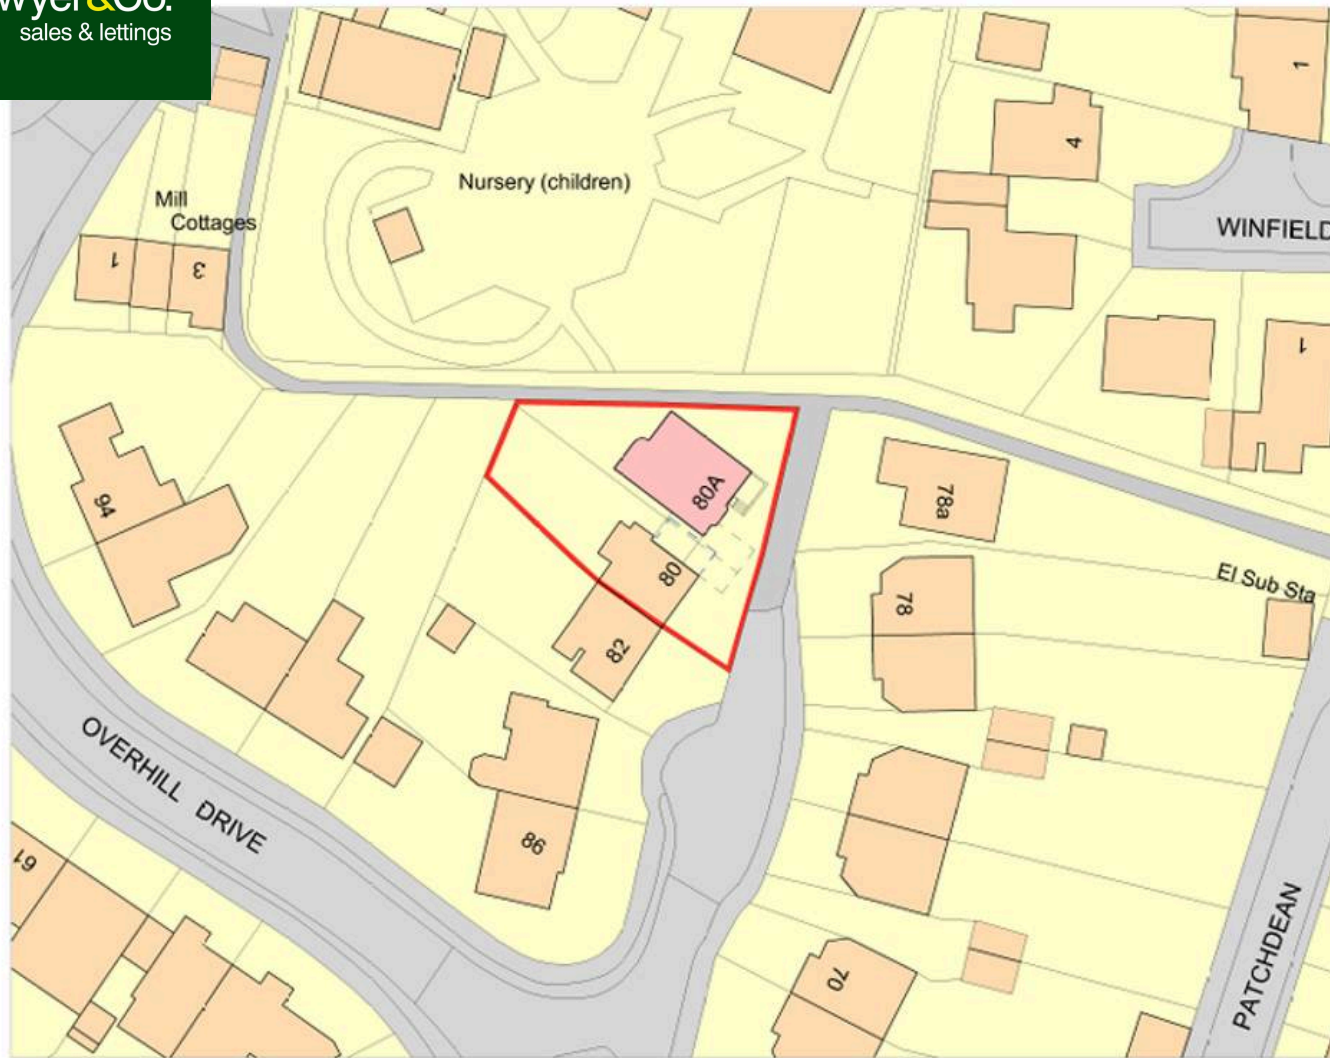 sales & lettings
1
4
Nursery (children)
Mill
Cottages
WINFIELD
1
3
1
80A
94
78a
80
El Sub Sta
78
82
OVERHILL DRIVE
86
61
PATCHDEAN
70